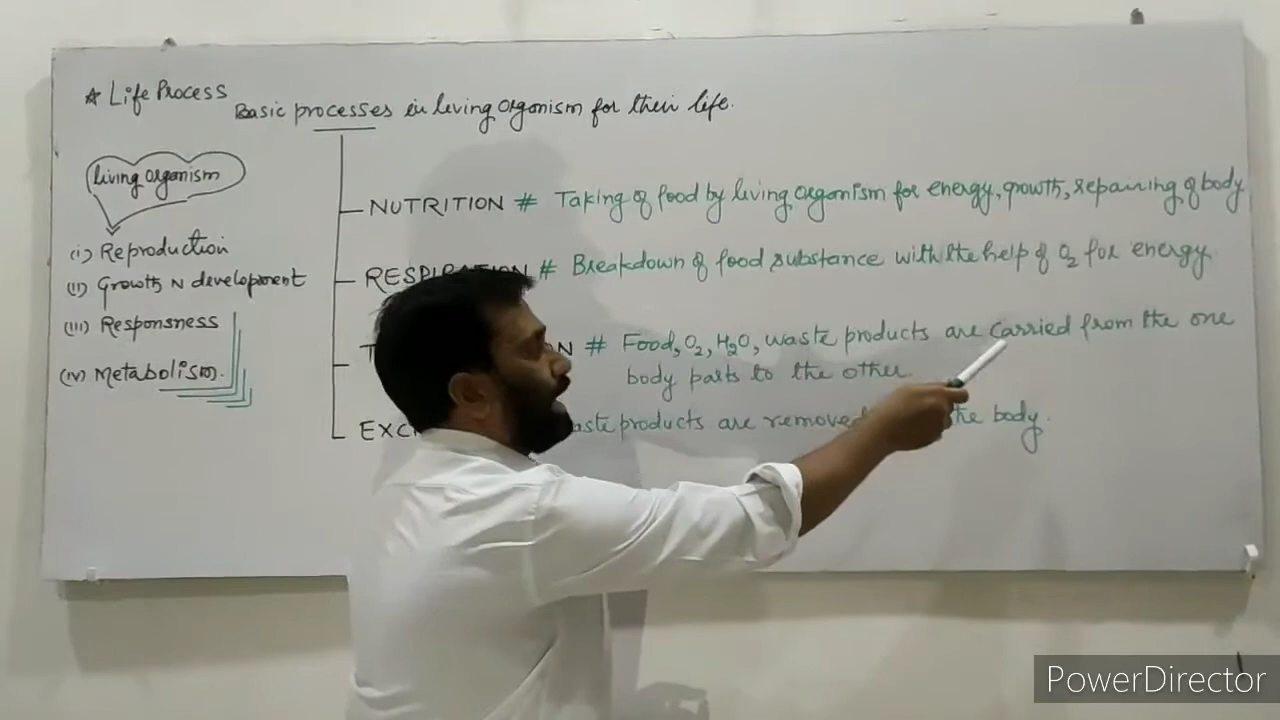 ☆ Life Process
Basic processes in living organism for their life.
living organism
(i) Reproduction
(ii) Growth N development
(iii) Responsness
(iv) Metabolism.
NUTRITION # Taking of food by living organism for energy, growth, repairing of body
RESPIRATION # Breakdown of food substance with the help of O2 for energy.
# Food, O2, H2O, waste products are carried from the one
body parts to the other
products are removed the body.
PowerDirector